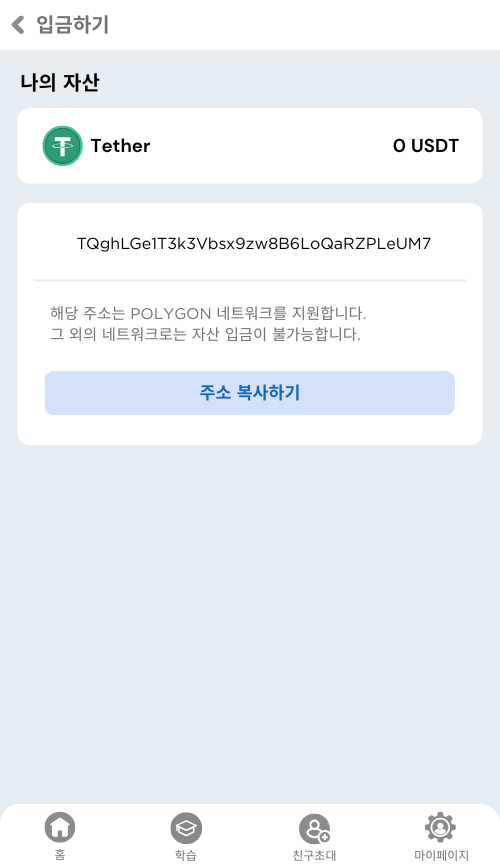 입금하기
나의 자산
Tether
0 USDT
TQghLGe1T3k3Vbsx9zw8B6LoQaRZPLeUM7
해당 주소는 POLYGON 네트워크를 지원합니다.
그 외의 네트워크로는 자산 입금이 불가능합니다.
주소 복사하기
홈
학습
친구초대
마이페이지